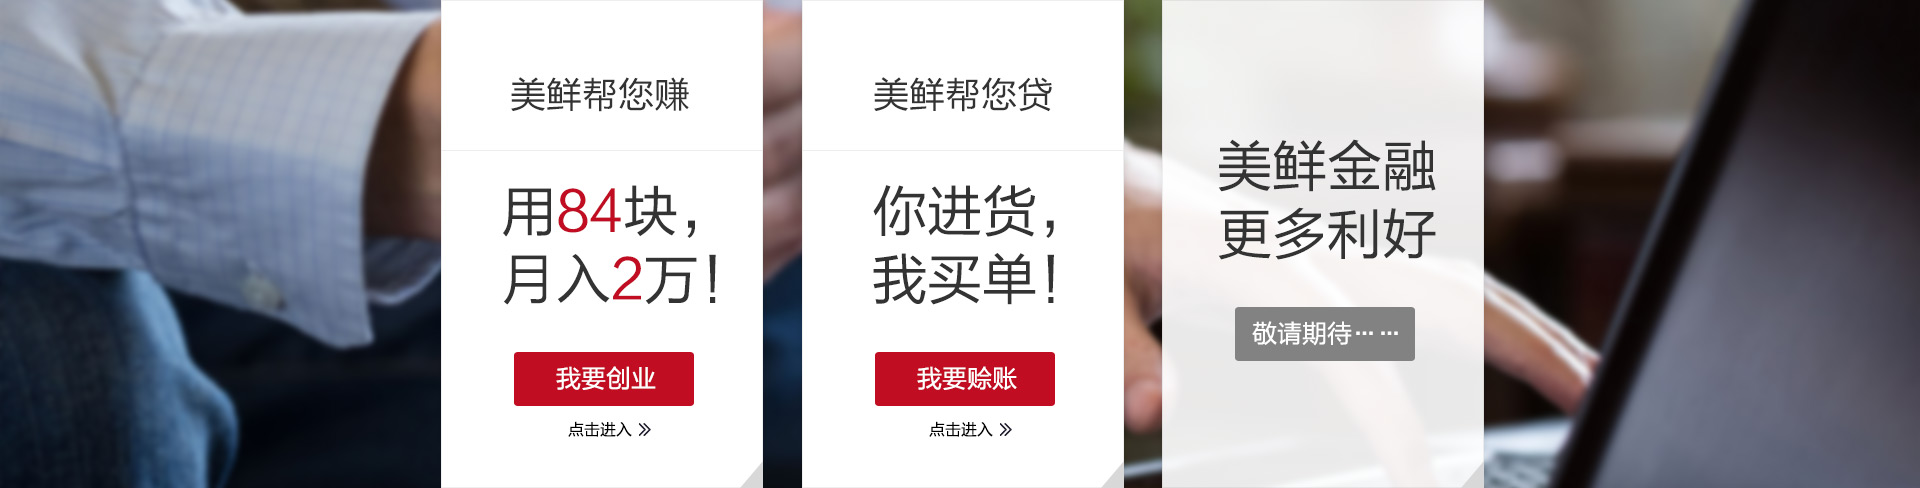 美鲜帮您赚
用84块，
月入2万！
我要创业
点击进入 »
美鲜帮您贷
你进货，
我买单！
我要赊账
点击进入 »
美鲜金融
更多利好
敬请期待… …